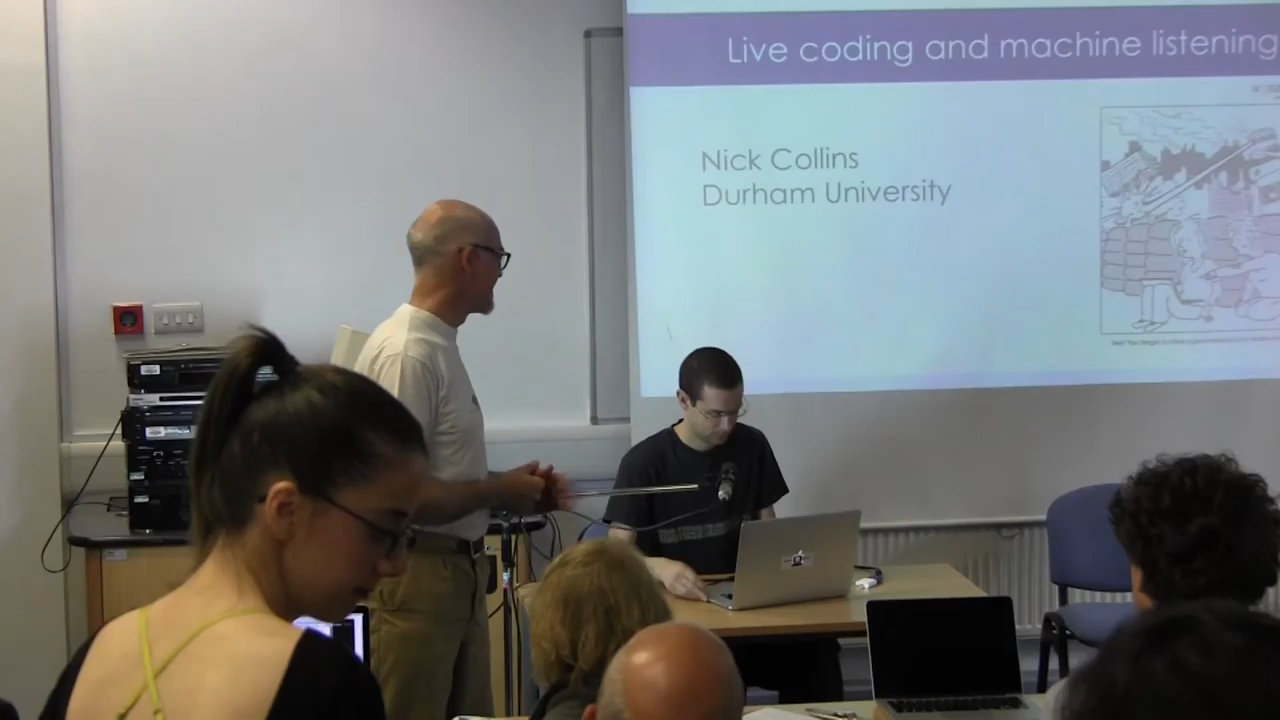 Live coding and machine listening
Nick Collins
Durham University